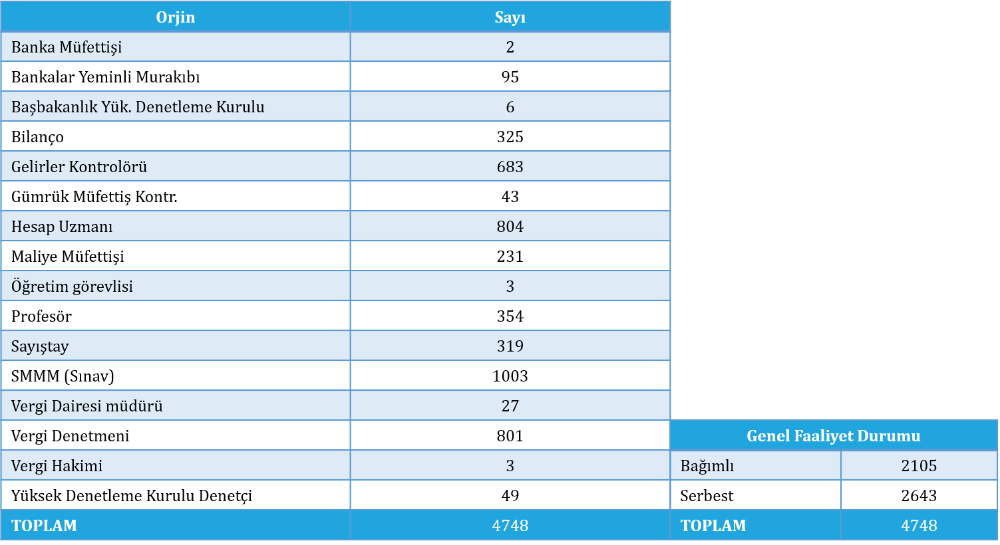 Orjin Sayı
Banka Müfettişi 2
Bankalar Yeminli Murakıbı 95
Başbakanlık Yük. Denetleme Kurulu 6
Bilanço 325
Gelirler Kontrolörü 683
Gümrük Müfettiş Kontr. 43
Hesap Uzmanı 804
Maliye Müfettişi 231
Öğretim görevlisi 3
Profesör 354
Sayıştay 319
SMMM (Sınav) 1003
Vergi Dairesi müdürü 27
Vergi Denetmeni 801 Genel Faaliyet Durumu
Vergi Hakimi 3 Bağımlı 2105
Yüksek Denetleme Kurulu Denetçi 49 Serbest 2643
TOPLAM 4748 TOPLAM 4748